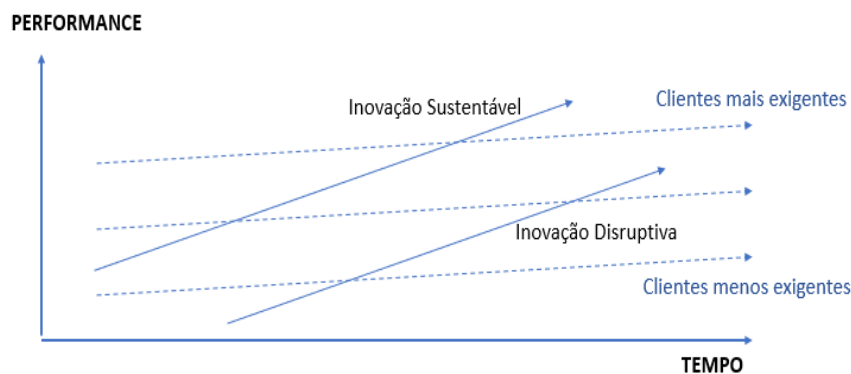 PERFORMANCE
Inovação Sustentável
Clientes mais exigentes
Inovação Disruptiva
Clientes menos exigentes
TEMPO